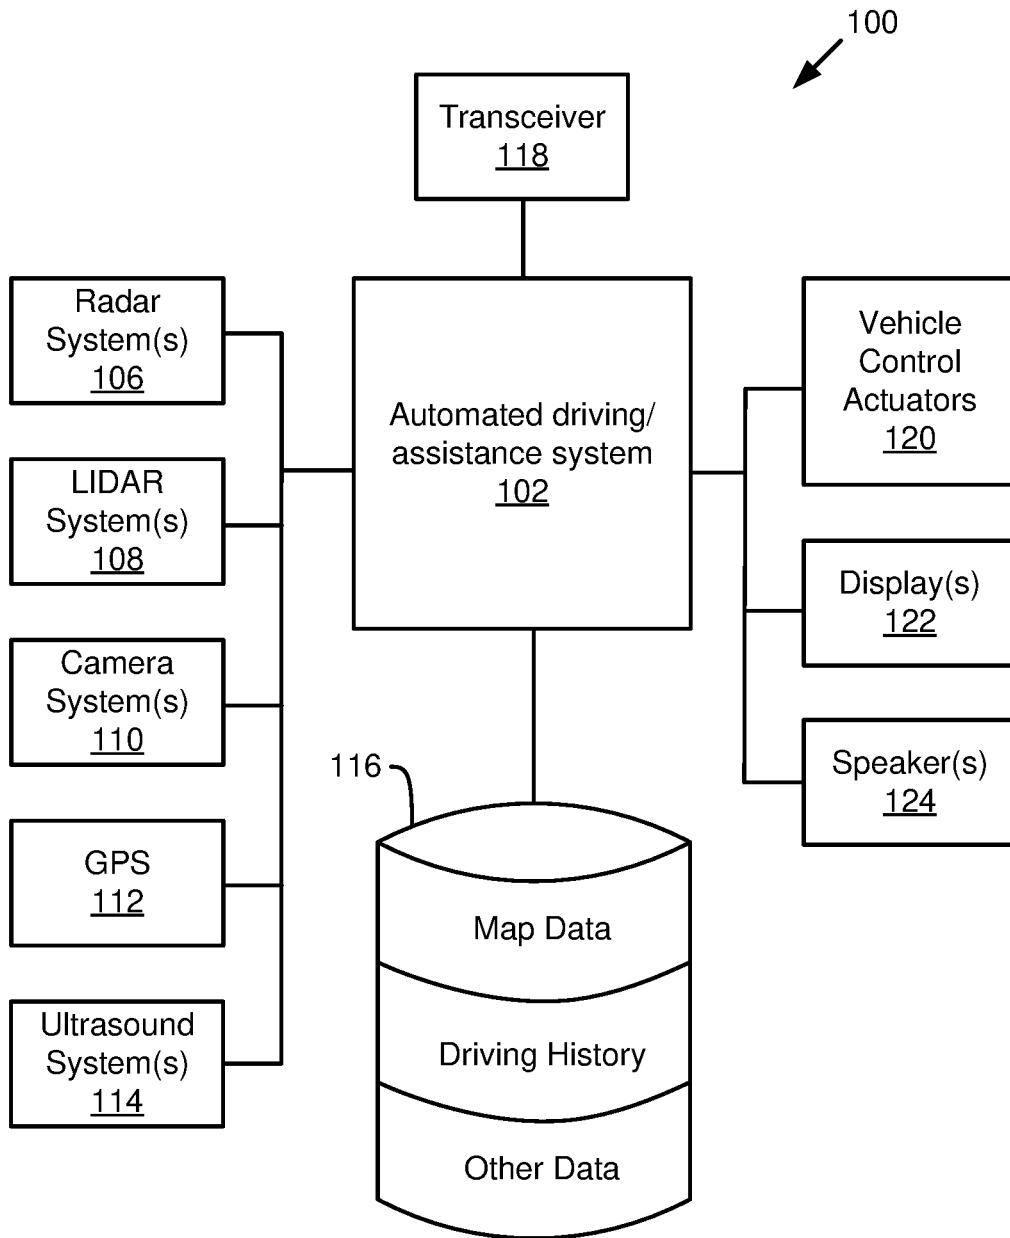 100
Transceiver
118
Radar
System(s)
106
LIDAR
System(s)
108
Camera
System(s)
110
GPS
112
Ultrasound
System(s)
114
Automated driving/
assistance system
102
Vehicle
Control
Actuators
120
Display(s)
122
Speaker(s)
124
116
Map Data
Driving History
Other Data